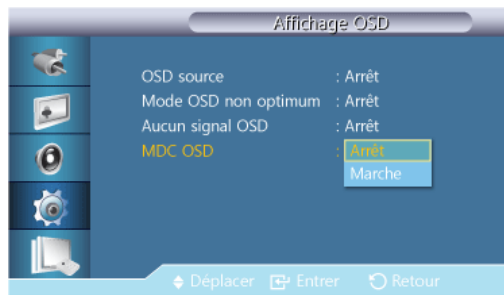 Affichage OSD
OSD source : Arrêt
Mode OSD non optimum : Arrêt
Aucun signal OSD : Arrêt
MDC OSD : Arrêt
Marche
Déplacer Entrer Retour